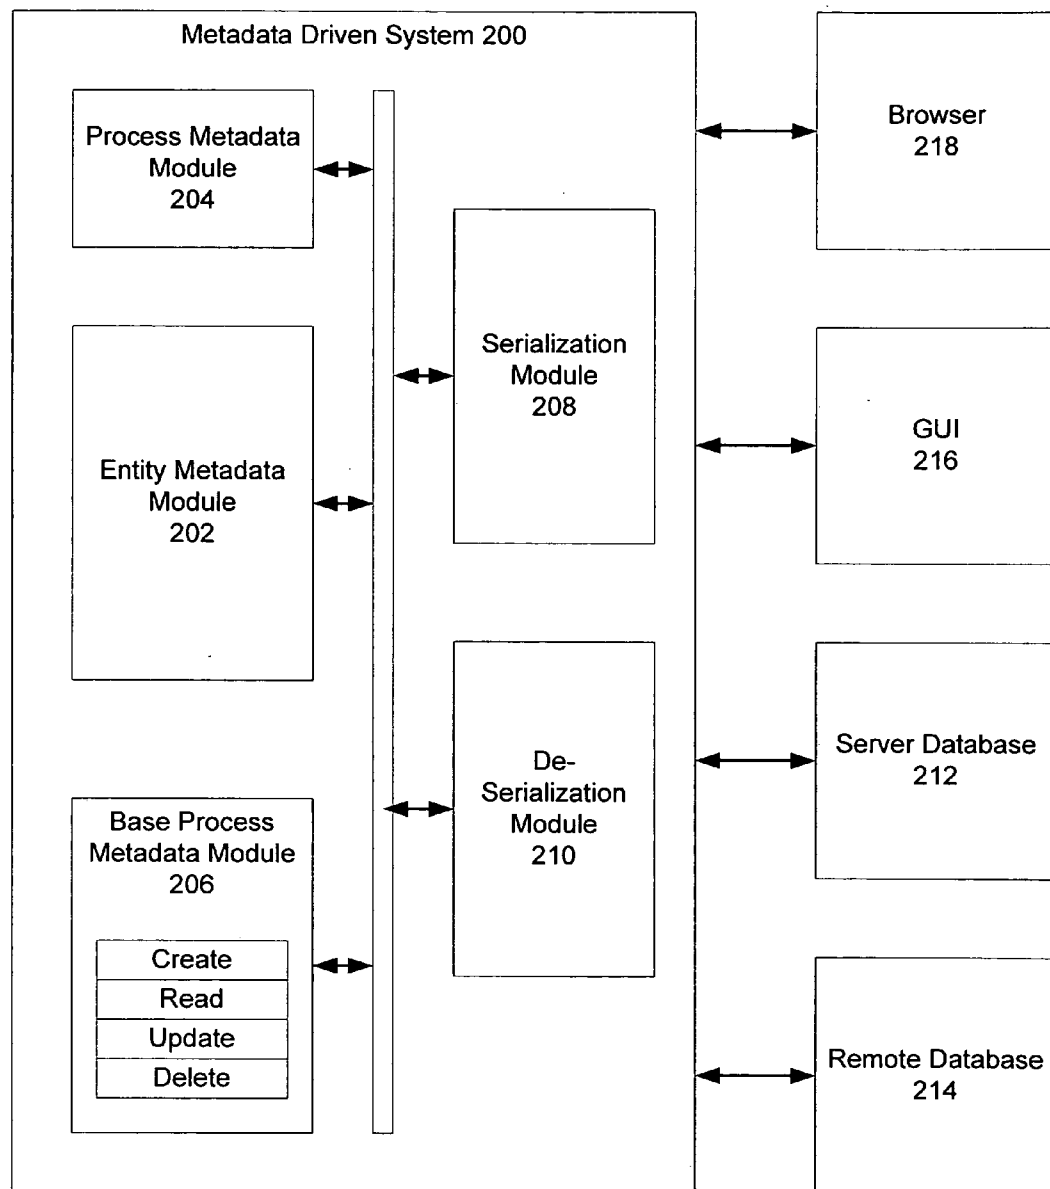 Metadata Driven System 200
Process Metadata
Module
204
Entity Metadata
Module
202
Base Process
Metadata Module
206
Create
Read
Update
Delete
Serialization
Module
208
De-
Serialization
Module
210
Browser
218
GUI
216
Server Database
212
Remote Database
214